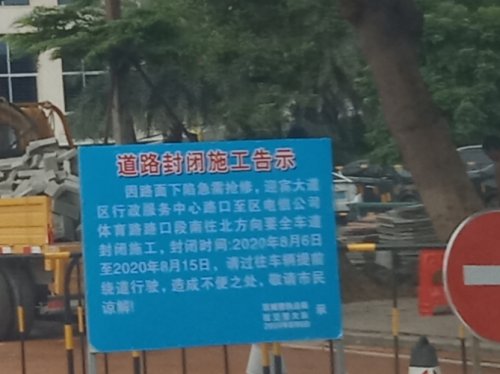 道路封闭施工告示
因路面下陷急需抢修，迎宾大道
区行政服务中心路口至区电信公司
体育路路口段南往北方向要全车道
封闭施工，封闭时间:2020年8月6日
至2020年8月15日，请过往车辆提前
绕道行驶，造成不便之处，敬请市民
谅解!
示